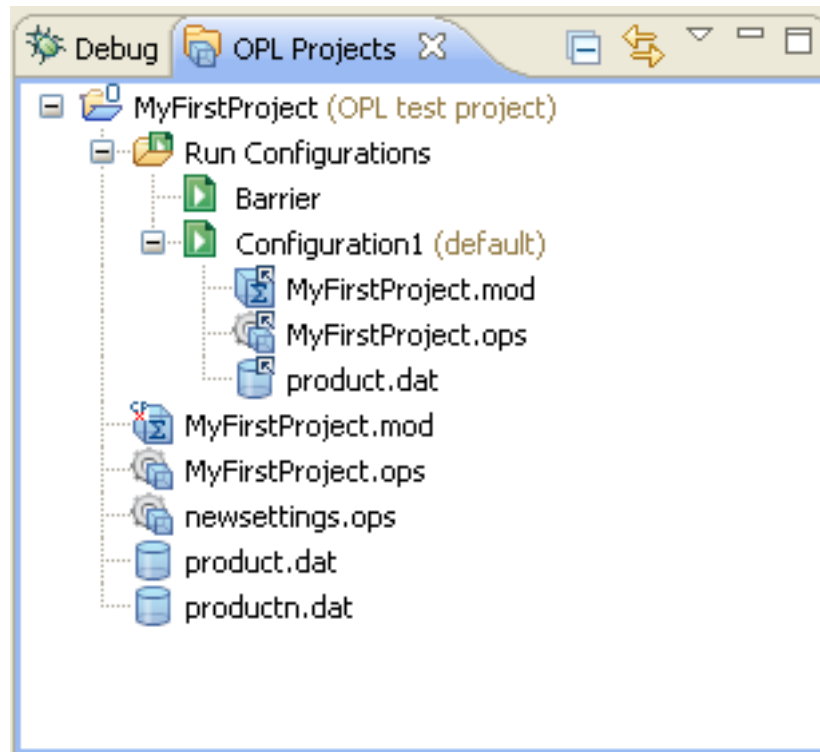 Debug OPL Projects
MyFirstProject (OPL test project)
Run Configurations
Barrier
Configuration1 (default)
MyFirstProject.mod
MyFirstProject.ops
product.dat
MyFirstProject.mod
MyFirstProject.ops
newsettings.ops
product.dat
productn.dat